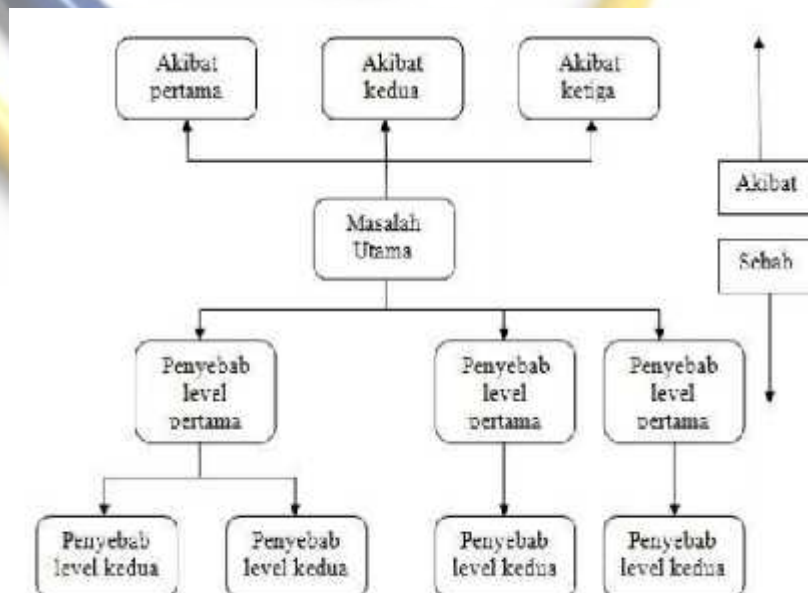 Akibat
pertama
Akibat
kedua
Akibat
ketiga
Akibat
Masalah
Utama
Sebab
Penyebab
level
pertama
Penyebab
level
pertama
Penyebab
level
pertama
Penyebab
level kedua
Penyebab
level kedua
Penyebab
level kedua
Penyebab
level kedua